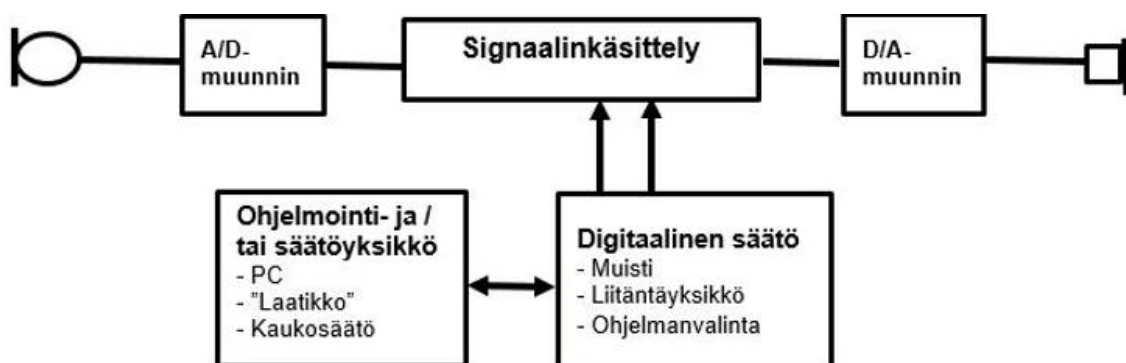 A/D-
muunnin
Signaalinkäsittely
D/A-
muunnin
Ohjelmointi- ja /
tai säätöyksikkö
- PC
- ”Laatikko”
- Kaukosäätö
Digitaalinen säätö
- Muisti
- Liitäntäyksikkö
- Ohjelmanvalinta